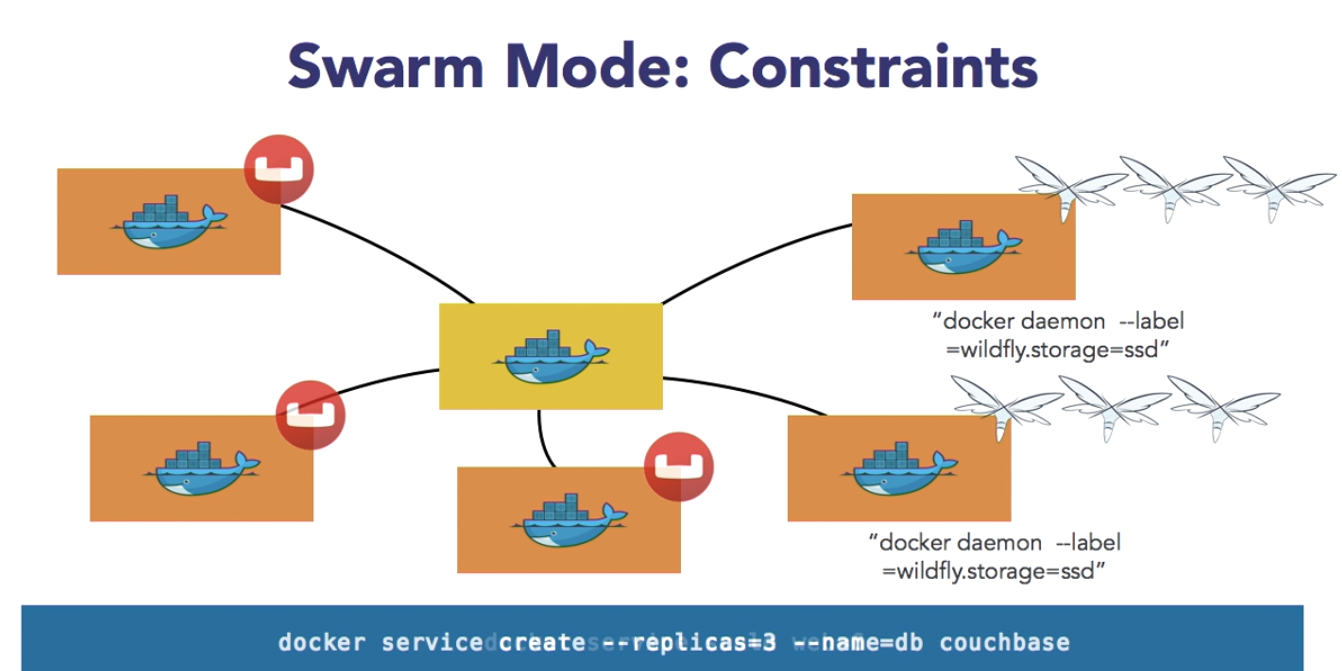 Swarm Mode: Constraints
“docker daemon --label
=wildfly.storage=ssd”
“docker daemon --label
=wildfly.storage=ssd”
docker service create --replicas=3 --name=db couchbase